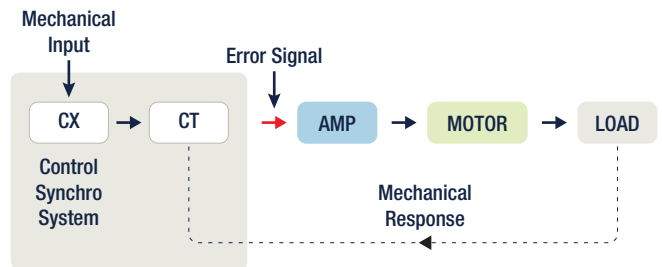 Mechanical
Input
Error Signal
CX
CT
AMP
MOTOR
LOAD
Control
Synchro
System
Mechanical
Response